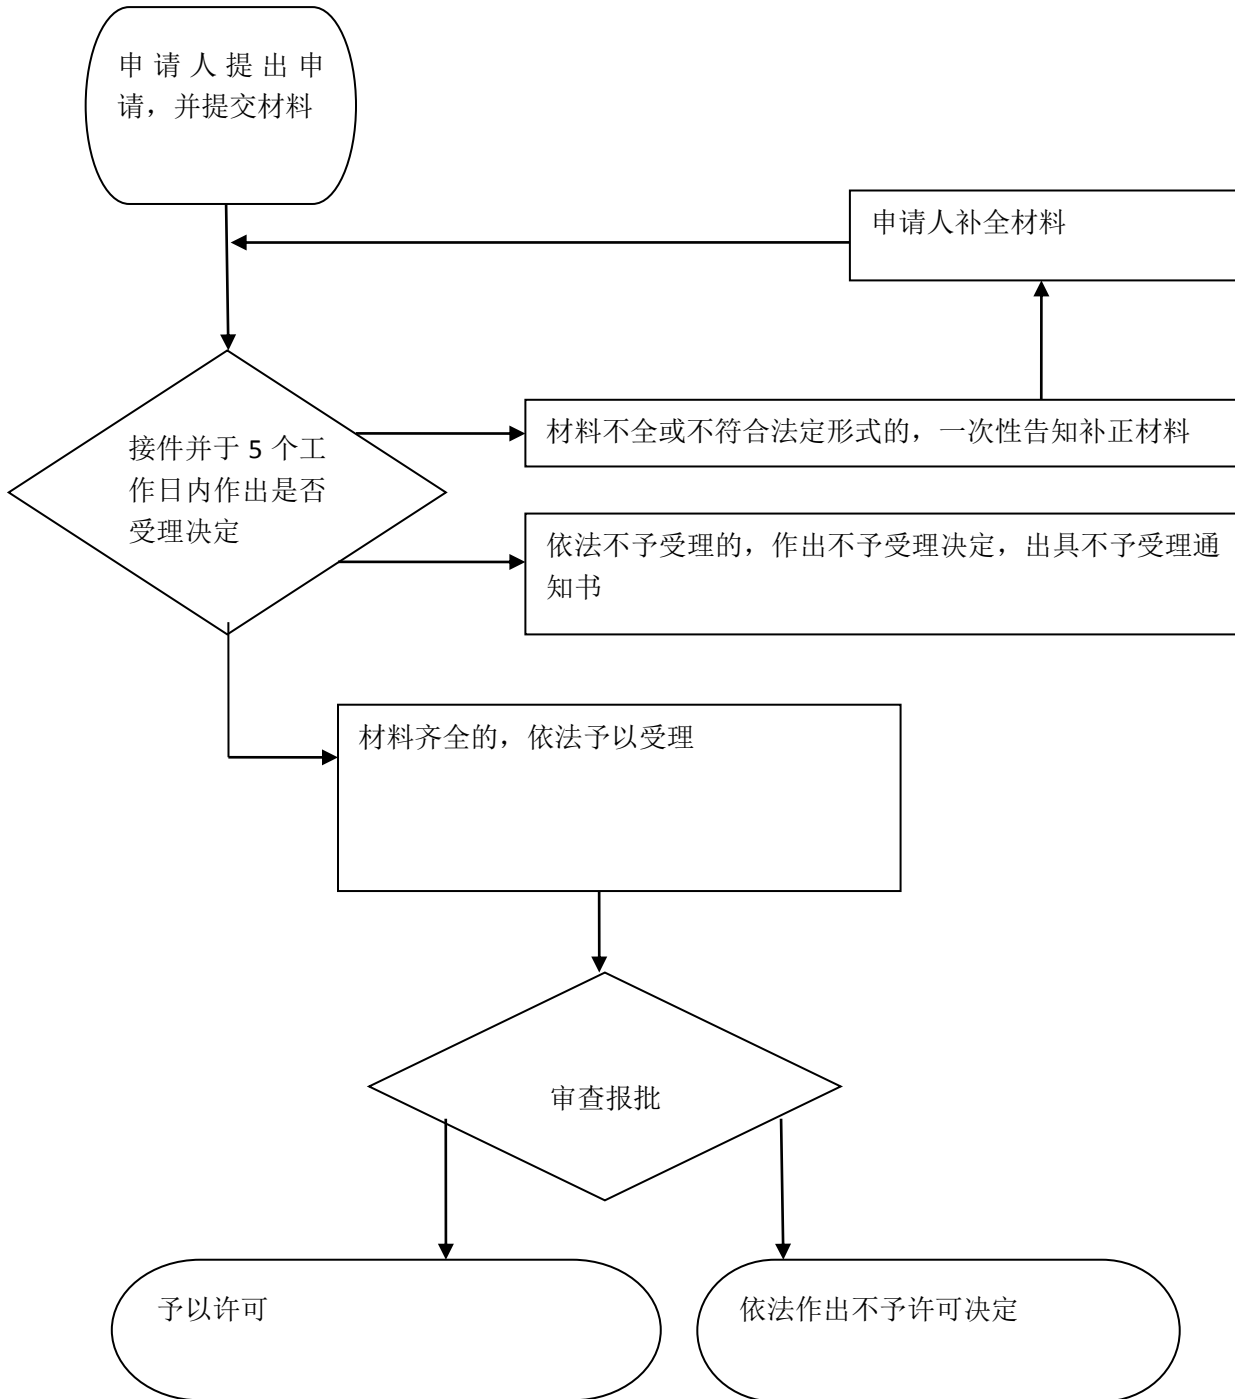 申请人提出申
请，并提交材料
申请人补全材料
材料不全或不符合法定形式的，一次性告知补正材料
接件并于 5 个工
作日内作出是否
受理决定
依法不予受理的，作出不予受理决定，出具不予受理通
知书
材料齐全的，依法予以受理
审查报批
予以许可
依法作出不予许可决定